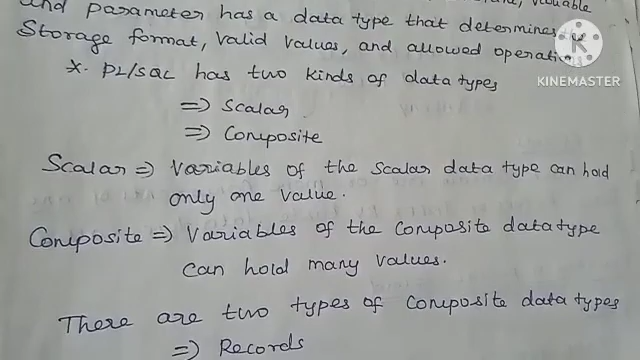 and parameter has a data type that determines its
Storage format, valid values, and allowed operations
KINEMASTER
*. PL/SQL has two kinds of data types
=> Scalar
=> Composite
Scalar => Variables of the Scalar data type can hold
only one value.
Composite => Variables of the Composite datatype
can hold many values.
There are two types of composite data types
=> Records